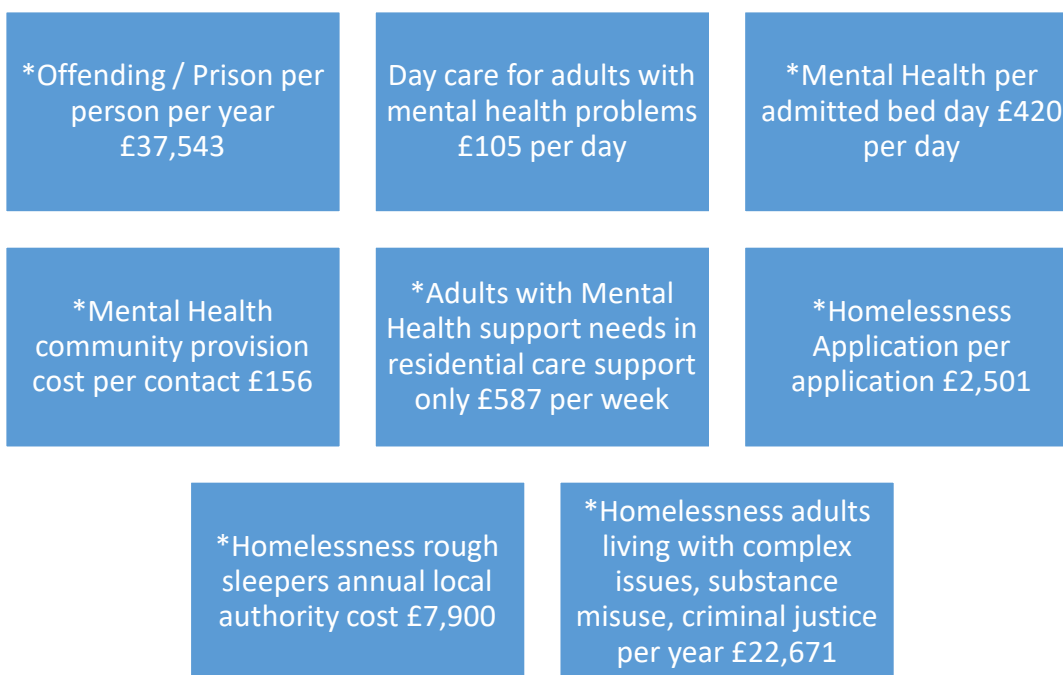 *Offending / Prison per
person per year
£37,543
Day care for adults with
mental health problems
£105 per day
*Mental Health per
admitted bed day £420
per day
*Mental Health
community provision
cost per contact £156
*Adults with Mental
Health support needs in
residential care support
only £587 per week
*Homelessness
Application per
application £2,501
*Homelessness rough
sleepers annual local
authority cost £7,900
*Homelessness adults
living with complex
issues, substance
misuse, criminal justice
per year £22,671